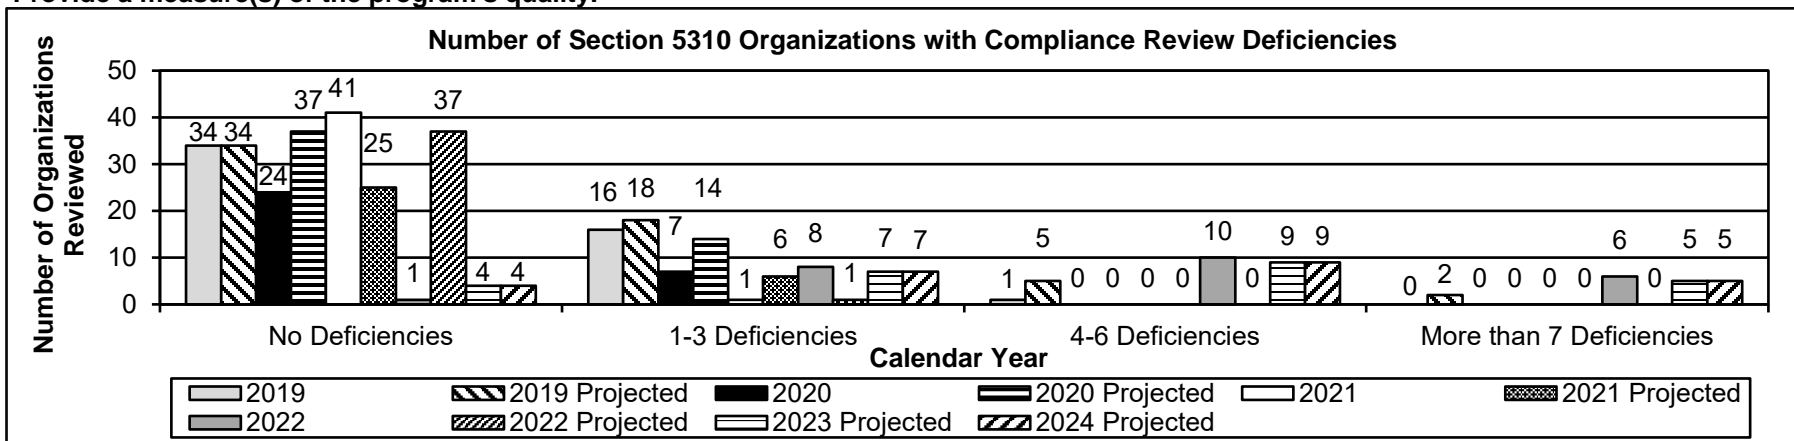 Provide a measure(s) of the program's quality.
Number of Section 5310 Organizations with Compliance Review Deficiencies
Number of Organizations
Reviewed
50
40
30
20
10
0
34 34 24 37 41 25 1 37 4 4
16 18 7 14 1 6 8 1 7 7
1 5 0 0 0 0 10 0 9 9
0 2 0 0 0 0 6 0 5 5
No Deficiencies 1-3 Deficiencies 4-6 Deficiencies More than 7 Deficiencies
Calendar Year
2019 2019 Projected 2020 2020 Projected 2021 2021 Projected
2022 2022 Projected 2023 Projected 2024 Projected